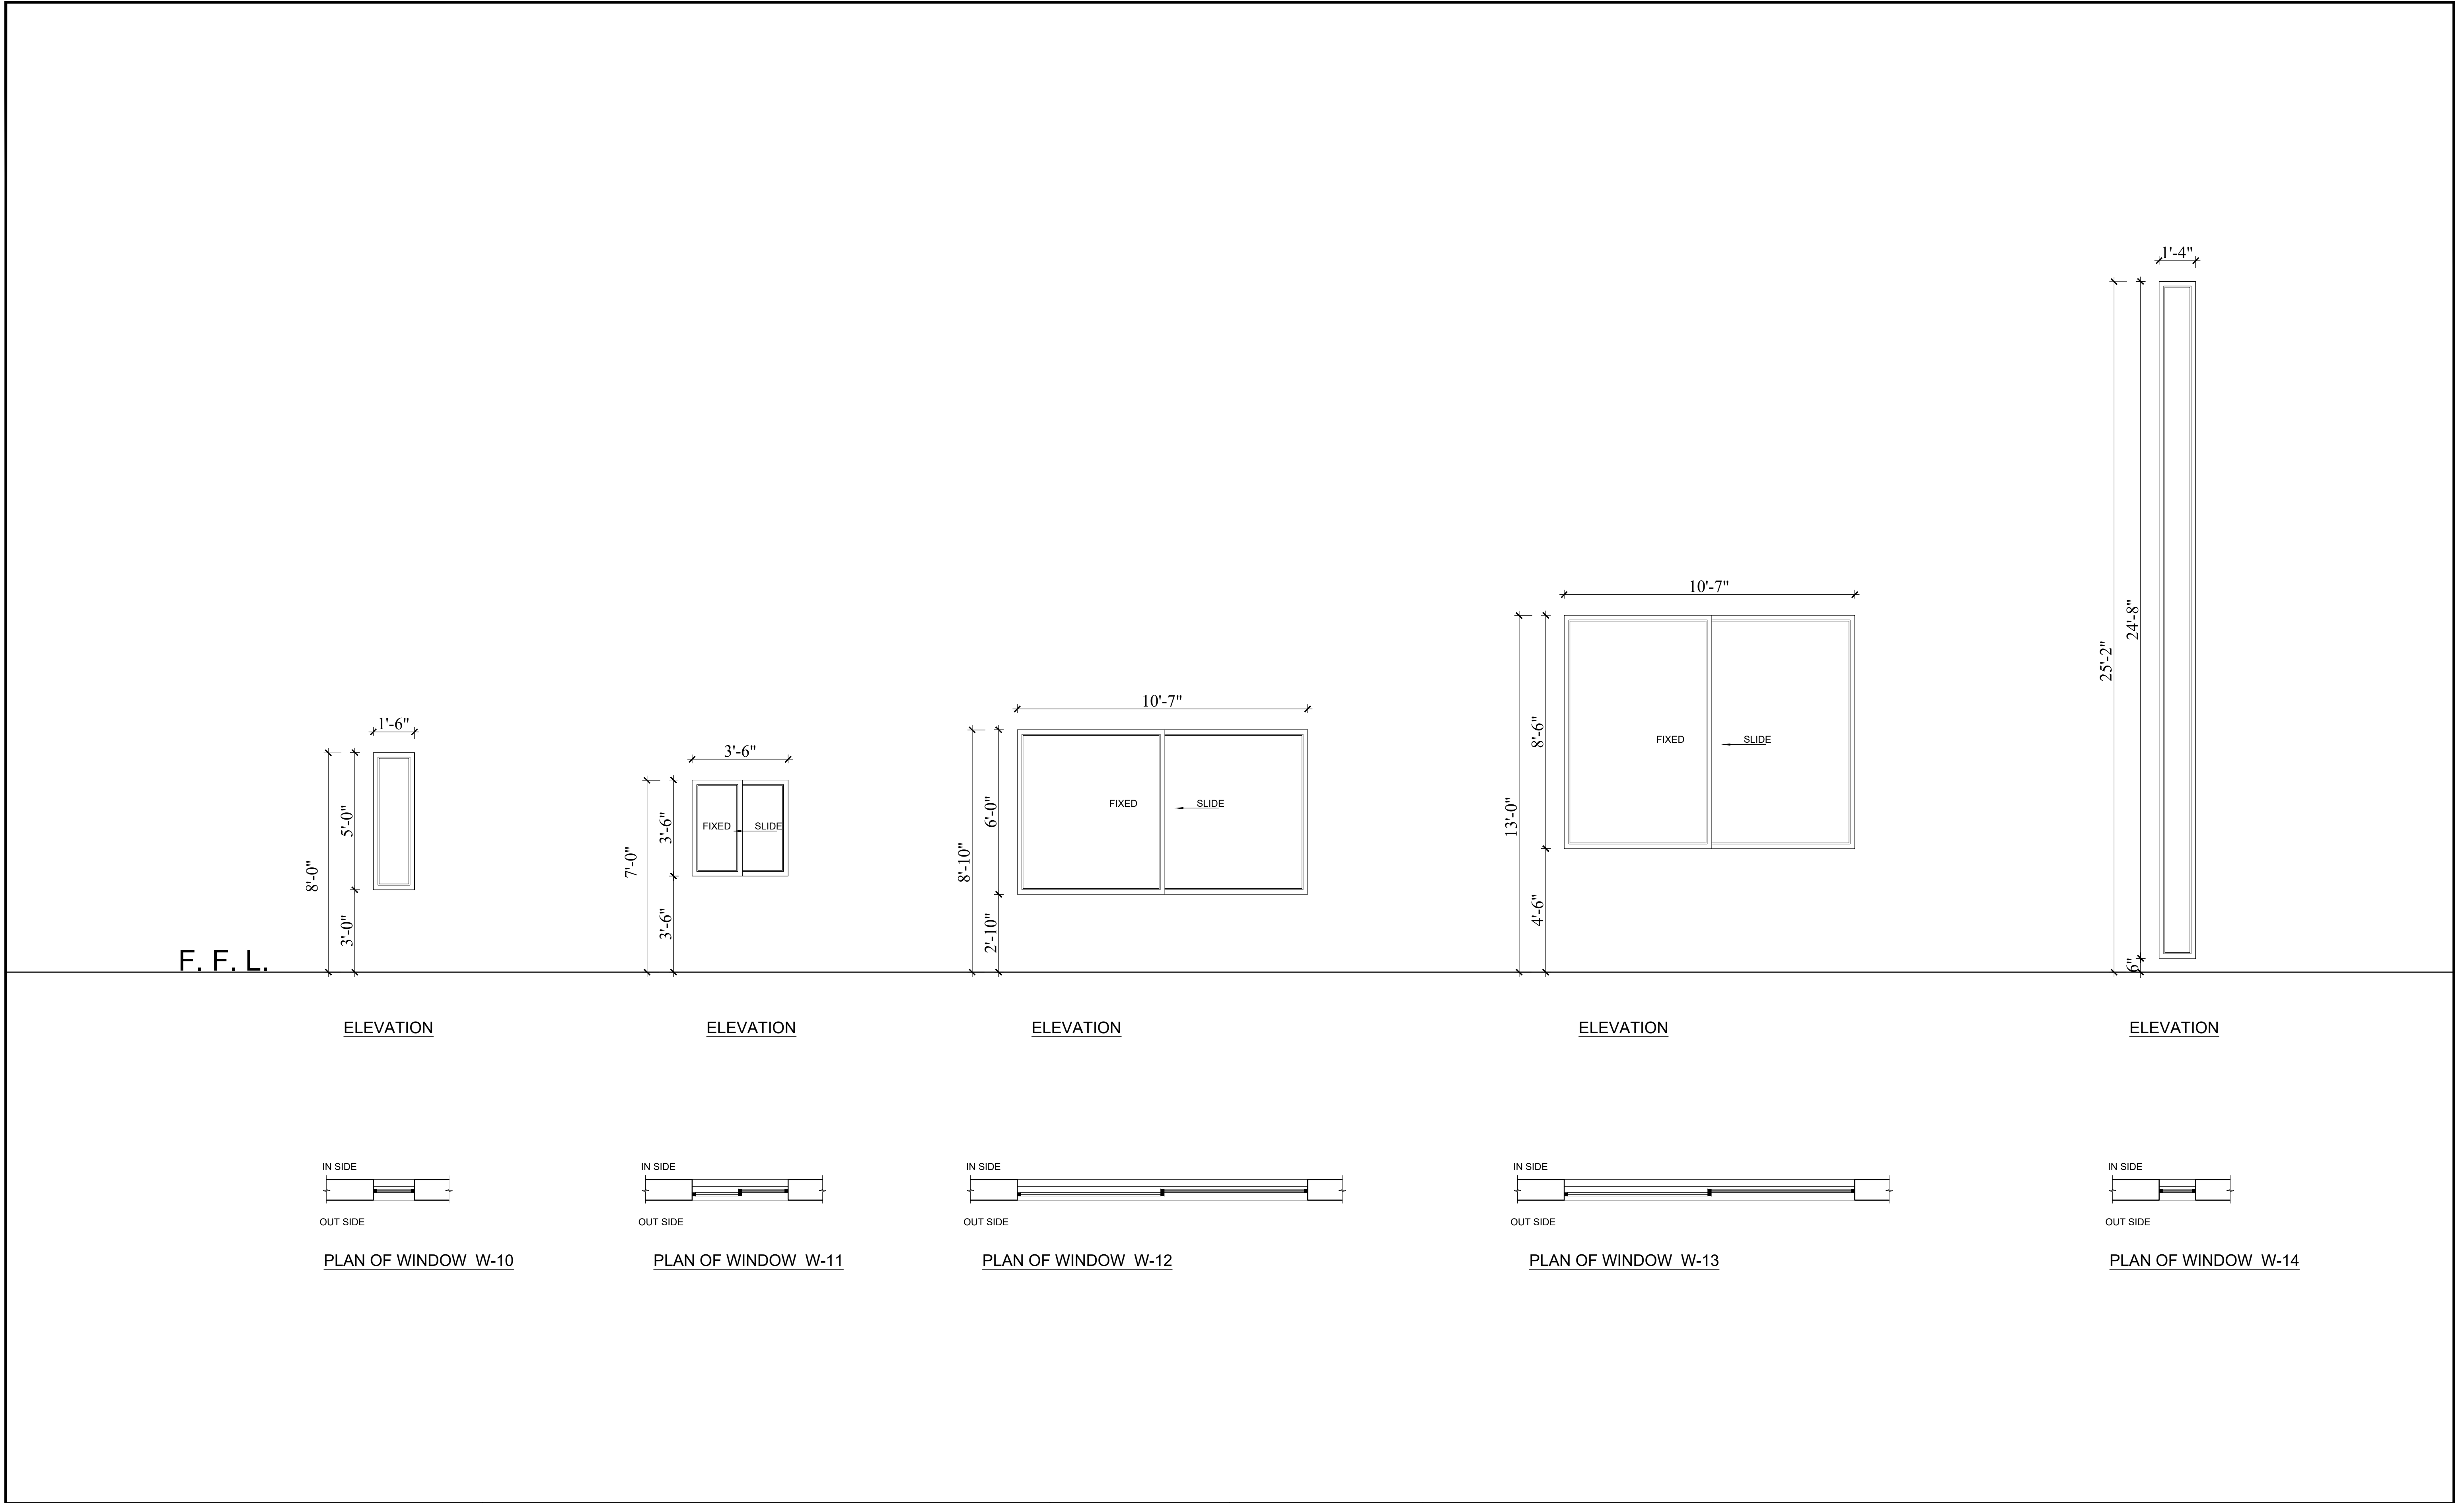 1'-4"
25'-2"
24'-8"
6"
10'-7"
13'-0"
8'-6"
4'-6"
FIXED
SLIDE
10'-7"
8'-10"
6'-0"
2'-10"
FIXED
SLIDE
1'-6"
8'-0"
5'-0"
3'-0"
3'-6"
7'-0"
3'-6"
3'-6"
FIXED
SLIDE
F. F. L.
ELEVATION
ELEVATION
ELEVATION
ELEVATION
ELEVATION
IN SIDE
IN SIDE
IN SIDE
IN SIDE
IN SIDE
OUT SIDE
OUT SIDE
OUT SIDE
OUT SIDE
OUT SIDE
PLAN OF WINDOW W-10
PLAN OF WINDOW W-11
PLAN OF WINDOW W-12
PLAN OF WINDOW W-13
PLAN OF WINDOW W-14